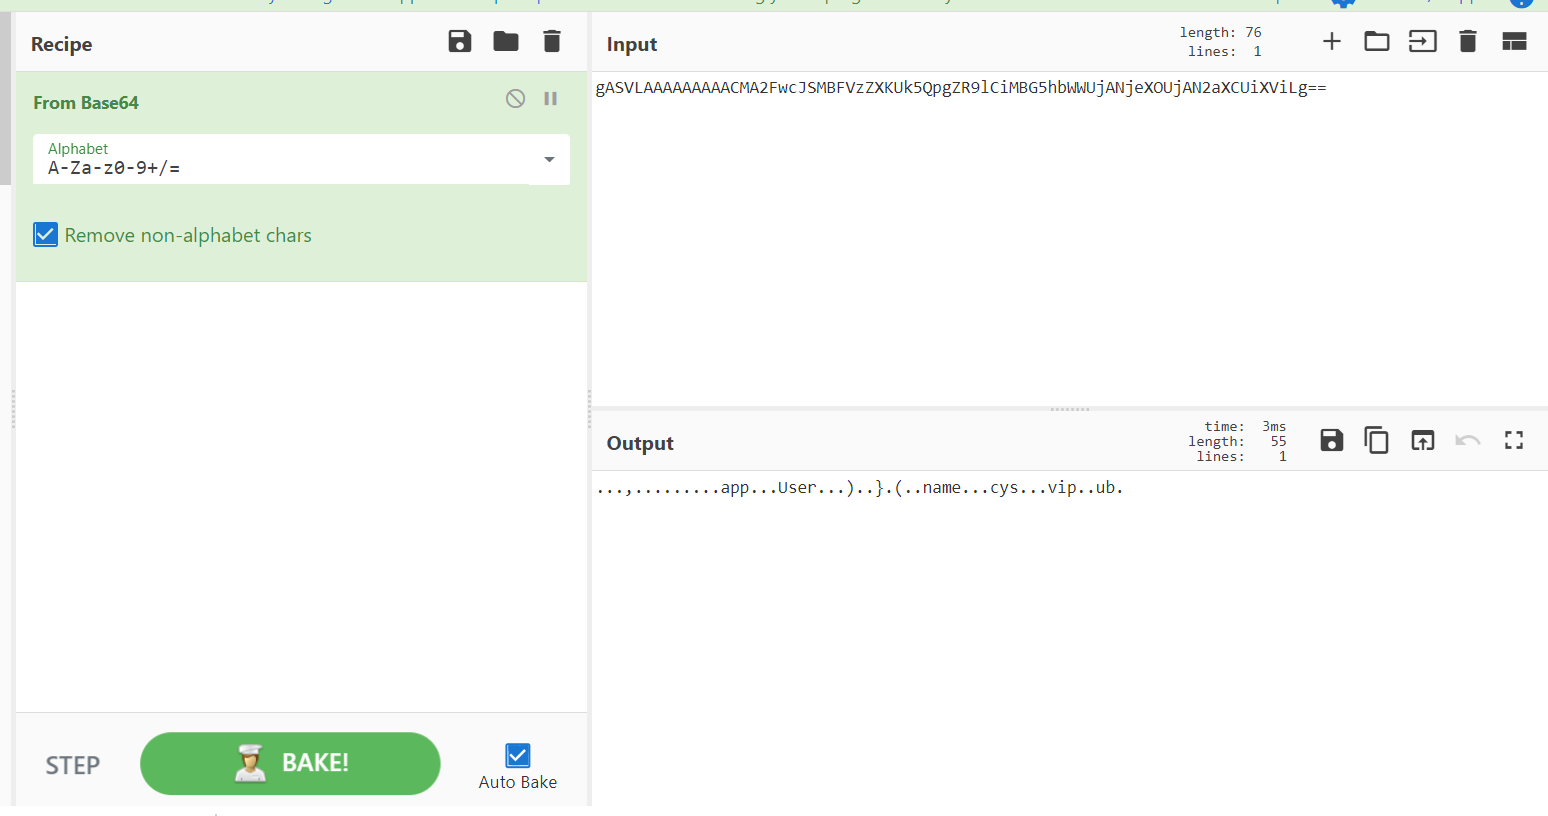 Recipe
From Base64
Alphabet
A-Za-z0-9+/=
Remove non-alphabet chars
STEP
BAKE!
Auto Bake
Input
length: 76
lines: 1
gASVLAAAAAAAAACMA2FwcJSMBFVzZXKUk5QpgZR9lCiMBG5hbWWUjANjeXOUjAN2aXCUiXViLg==
Output
time: 3ms
length: 55
lines: 1
...,.........app...User...)..}.(..name...cys...vip..ub.